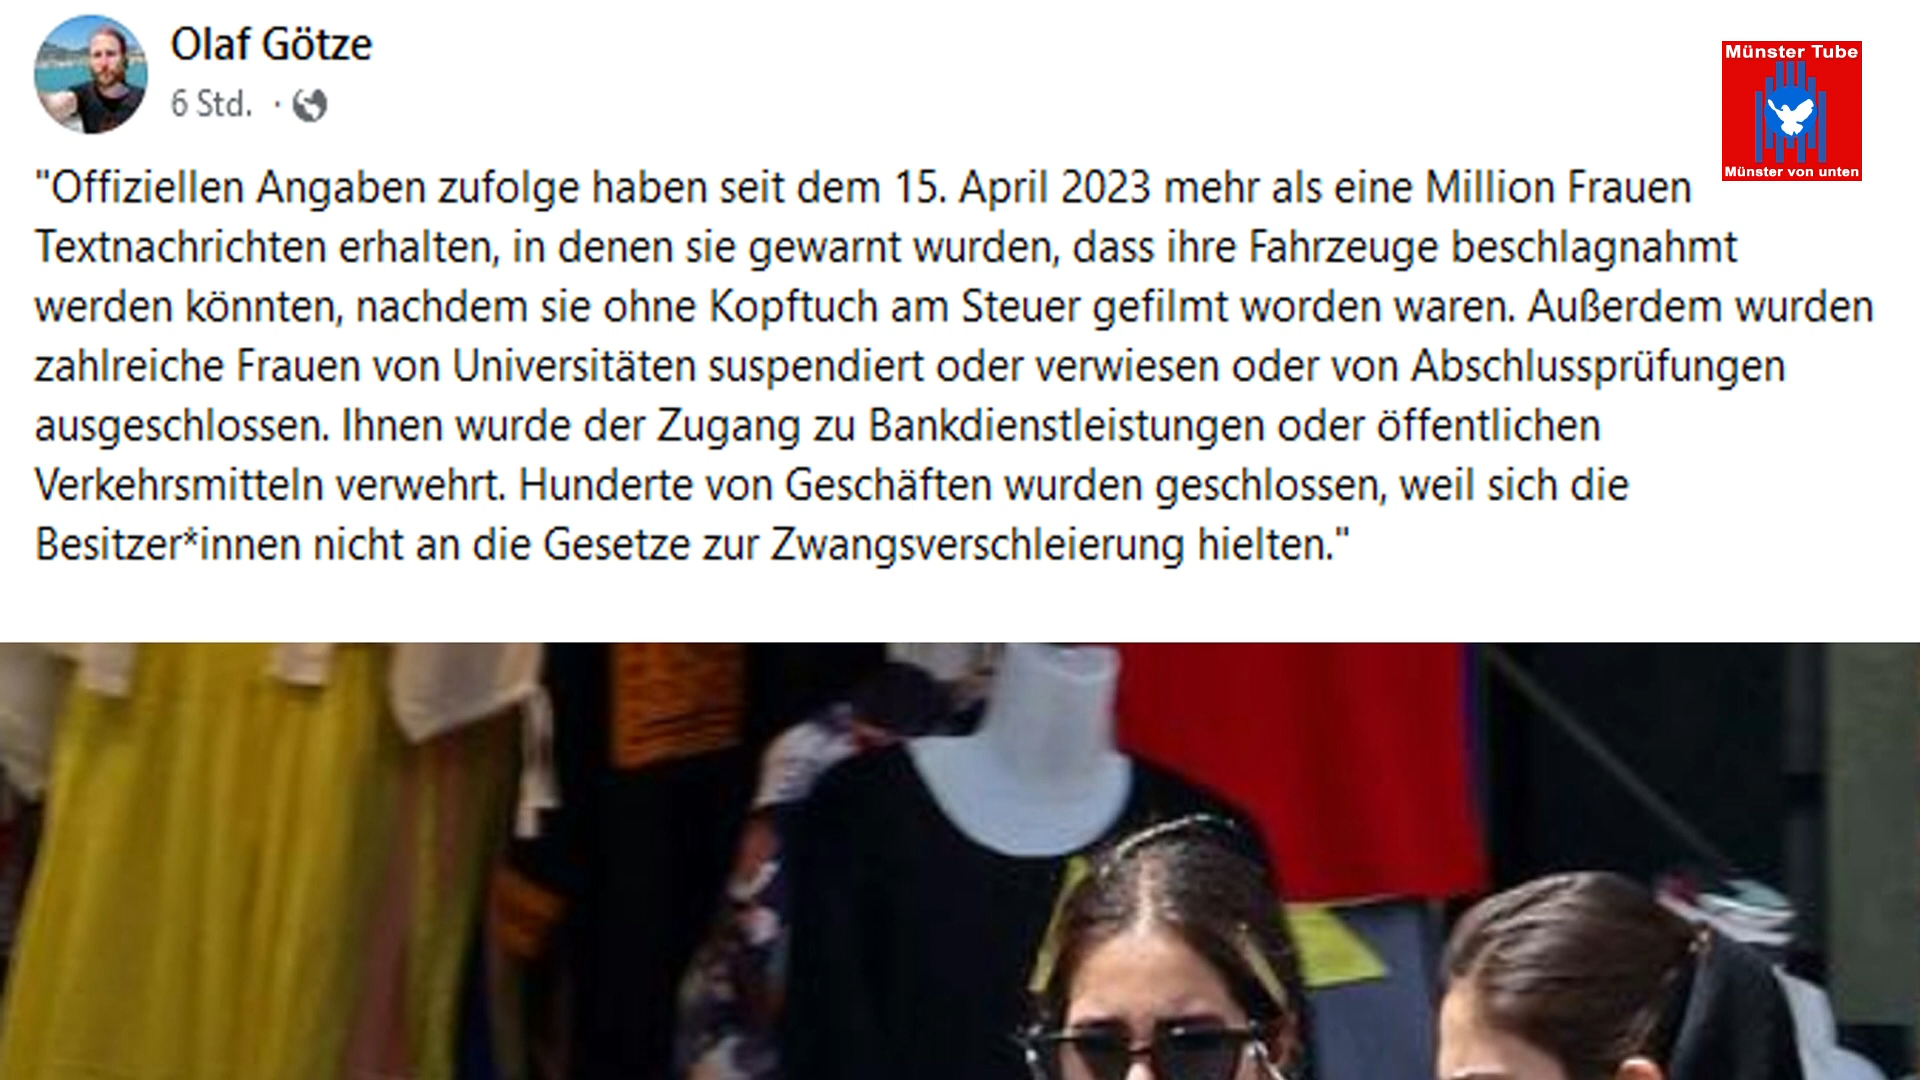 Olaf Götze
6 Std. ·
Münster Tube
Münster von unten
"Offiziellen Angaben zufolge haben seit dem 15. April 2023 mehr als eine Million Frauen
Textnachrichten erhalten, in denen sie gewarnt wurden, dass ihre Fahrzeuge beschlagnahmt
werden könnten, nachdem sie ohne Kopftuch am Steuer gefilmt worden waren. Außerdem wurden
zahlreiche Frauen von Universitäten suspendiert oder verwiesen oder von Abschlussprüfungen
ausgeschlossen. Ihnen wurde der Zugang zu Bankdienstleistungen oder öffentlichen
Verkehrsmitteln verwehrt. Hunderte von Geschäften wurden geschlossen, weil sich die
Besitzer*innen nicht an die Gesetze zur Zwangsverschleierung hielten."